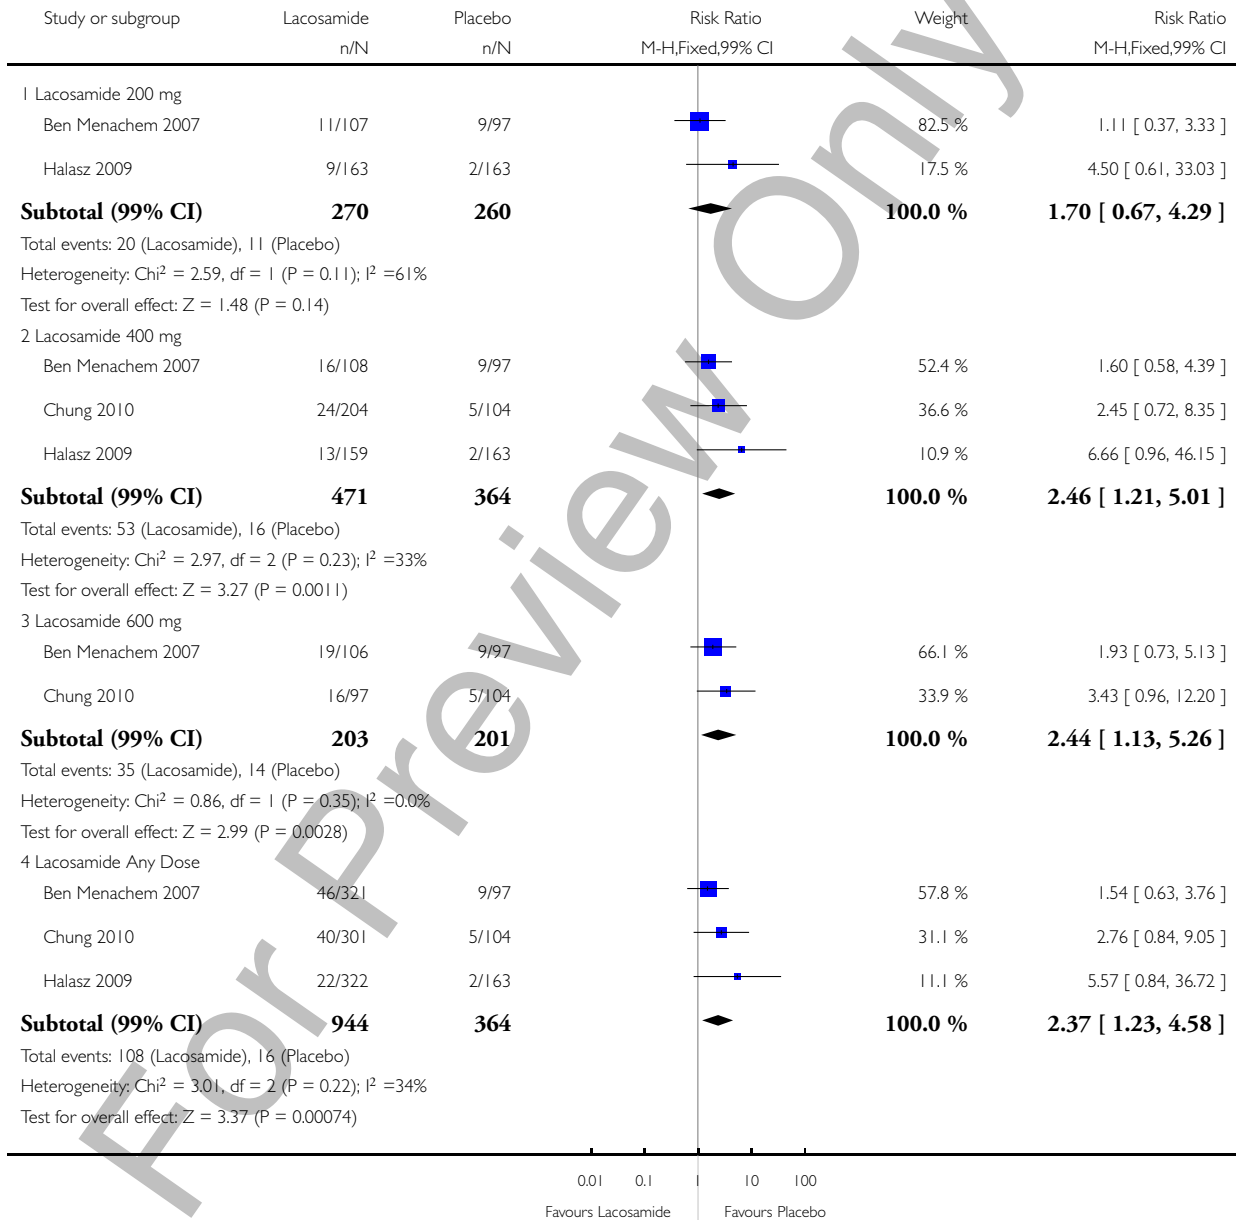 Study or subgroup Lacosamide Placebo Risk Ratio Weight Risk Ratio
n/N n/N M-H,Fixed,99% CI M-H,Fixed,99% CI
1 Lacosamide 200 mg
Ben Menachem 2007 11/107 9/97 82.5 % 1.11 [ 0.37, 3.33 ]
Halasz 2009 9/163 2/163 17.5 % 4.50 [ 0.61, 33.03 ]
Subtotal (99% CI) 270 260 100.0 % 1.70 [ 0.67, 4.29 ]
Total events: 20 (Lacosamide), 11 (Placebo)
Heterogeneity: Chi² = 2.59, df = 1 (P = 0.11); I² =61%
Test for overall effect: Z = 1.48 (P = 0.14)
2 Lacosamide 400 mg
Ben Menachem 2007 16/108 9/97 52.4 % 1.60 [ 0.58, 4.39 ]
Chung 2010 24/204 5/104 36.6 % 2.45 [ 0.72, 8.35 ]
Halasz 2009 13/159 2/163 10.9 % 6.66 [ 0.96, 46.15 ]
Subtotal (99% CI) 471 364 100.0 % 2.46 [ 1.21, 5.01 ]
Total events: 53 (Lacosamide), 16 (Placebo)
Heterogeneity: Chi² = 2.97, df = 2 (P = 0.23); I² =33%
Test for overall effect: Z = 3.27 (P = 0.0011)
3 Lacosamide 600 mg
Ben Menachem 2007 19/106 9/97 66.1 % 1.93 [ 0.73, 5.13 ]
Chung 2010 16/97 5/104 33.9 % 3.43 [ 0.96, 12.20 ]
Subtotal (99% CI) 203 201 100.0 % 2.44 [ 1.13, 5.26 ]
Total events: 35 (Lacosamide), 14 (Placebo)
Heterogeneity: Chi² = 0.86, df = 1 (P = 0.35); I² =0.0%
Test for overall effect: Z = 2.99 (P = 0.0028)
4 Lacosamide Any Dose
Ben Menachem 2007 46/321 9/97 57.8 % 1.54 [ 0.63, 3.76 ]
Chung 2010 40/301 5/104 31.1 % 2.76 [ 0.84, 9.05 ]
Halasz 2009 22/322 2/163 11.1 % 5.57 [ 0.84, 36.72 ]
Subtotal (99% CI) 944 364 100.0 % 2.37 [ 1.23, 4.58 ]
Total events: 108 (Lacosamide), 16 (Placebo)
Heterogeneity: Chi² = 3.01, df = 2 (P = 0.22); I² =34%
Test for overall effect: Z = 3.37 (P = 0.00074)
0.01 0.1 1 10 100
Favours Lacosamide Favours Placebo
For Preview Only